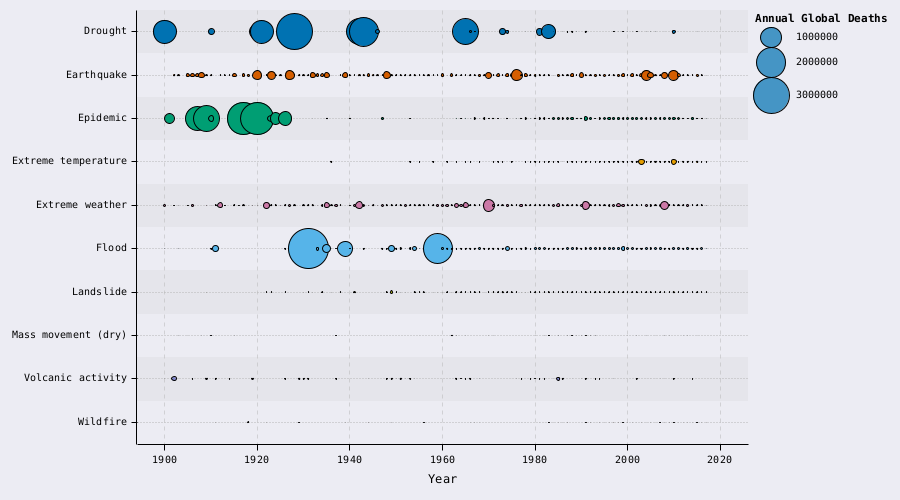 Annual Global Deaths
1000000
2000000
3000000
Drought
Earthquake
Epidemic
Extreme temperature
Extreme weather
Flood
Landslide
Mass movement (dry)
Volcanic activity
Wildfire
1900
1920
1940
1960
1980
2000
2020
Year